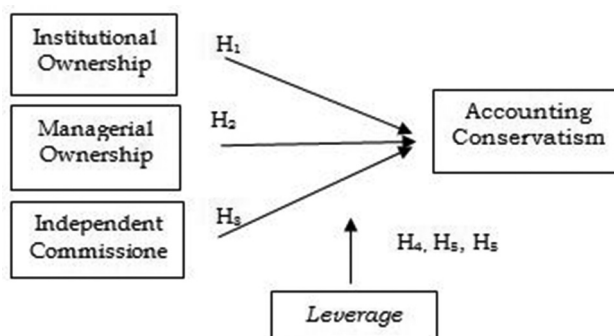 Institutional
Ownership
H₁
Managerial
Ownership
H₂
Independent
Commissione
H₃
Accounting
Conservatism
H₄, H₅, H₅
Leverage